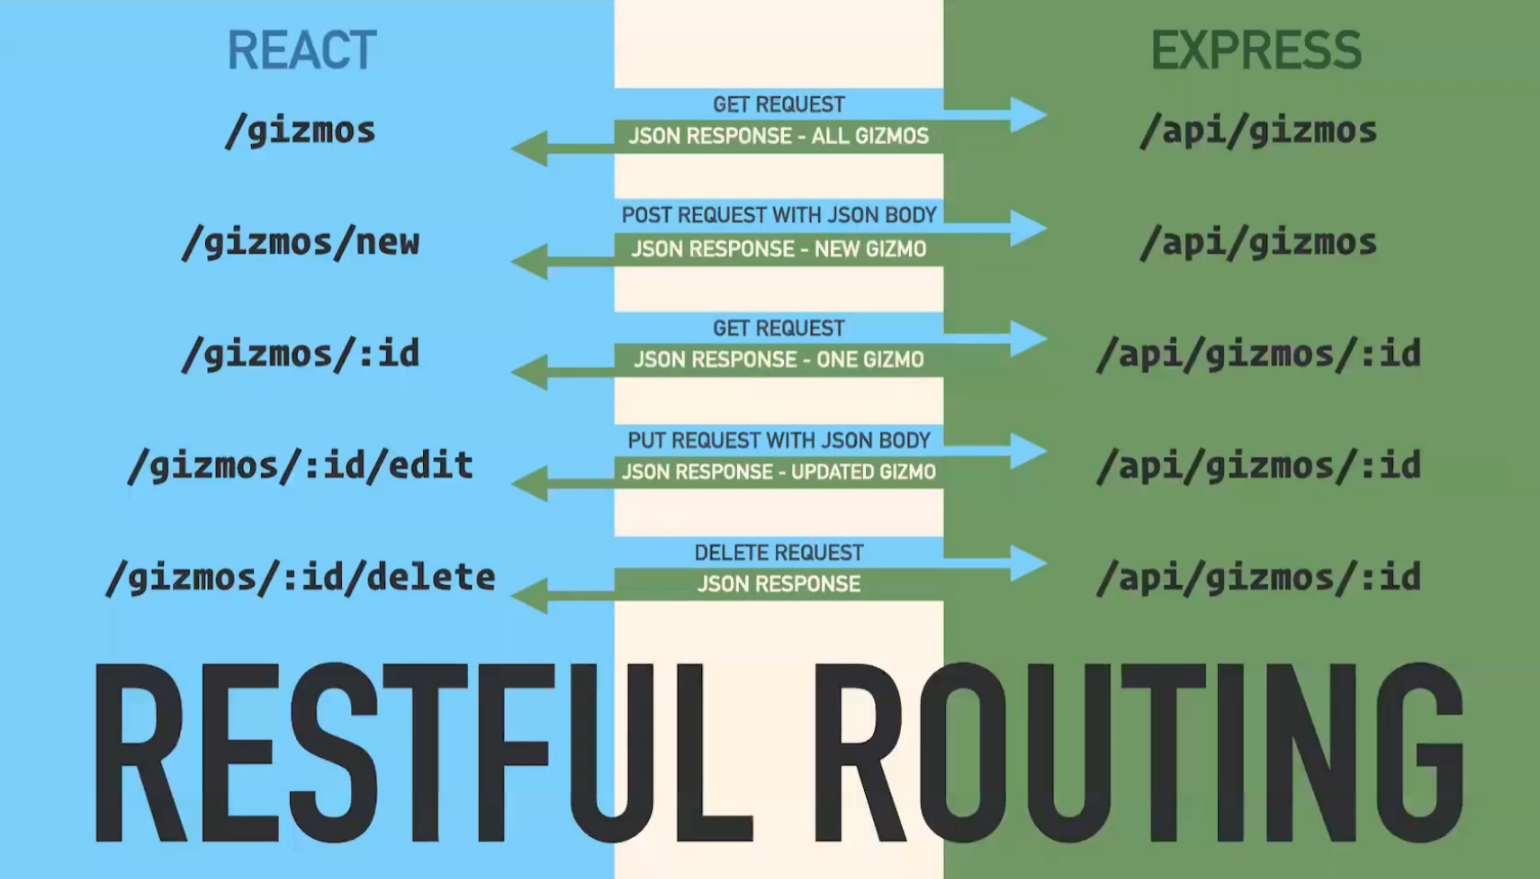 REACT
EXPRESS
/gizmos
GET REQUEST
JSON RESPONSE - ALL GIZMOS
/api/gizmos
/gizmos/new
POST REQUEST WITH JSON BODY
JSON RESPONSE - NEW GIZMO
/api/gizmos
/gizmos/:id
GET REQUEST
JSON RESPONSE - ONE GIZMO
/api/gizmos/:id
/gizmos/:id/edit
PUT REQUEST WITH JSON BODY
JSON RESPONSE - UPDATED GIZMO
/api/gizmos/:id
/gizmos/:id/delete
DELETE REQUEST
JSON RESPONSE
/api/gizmos/:id
RESTFUL ROUTING